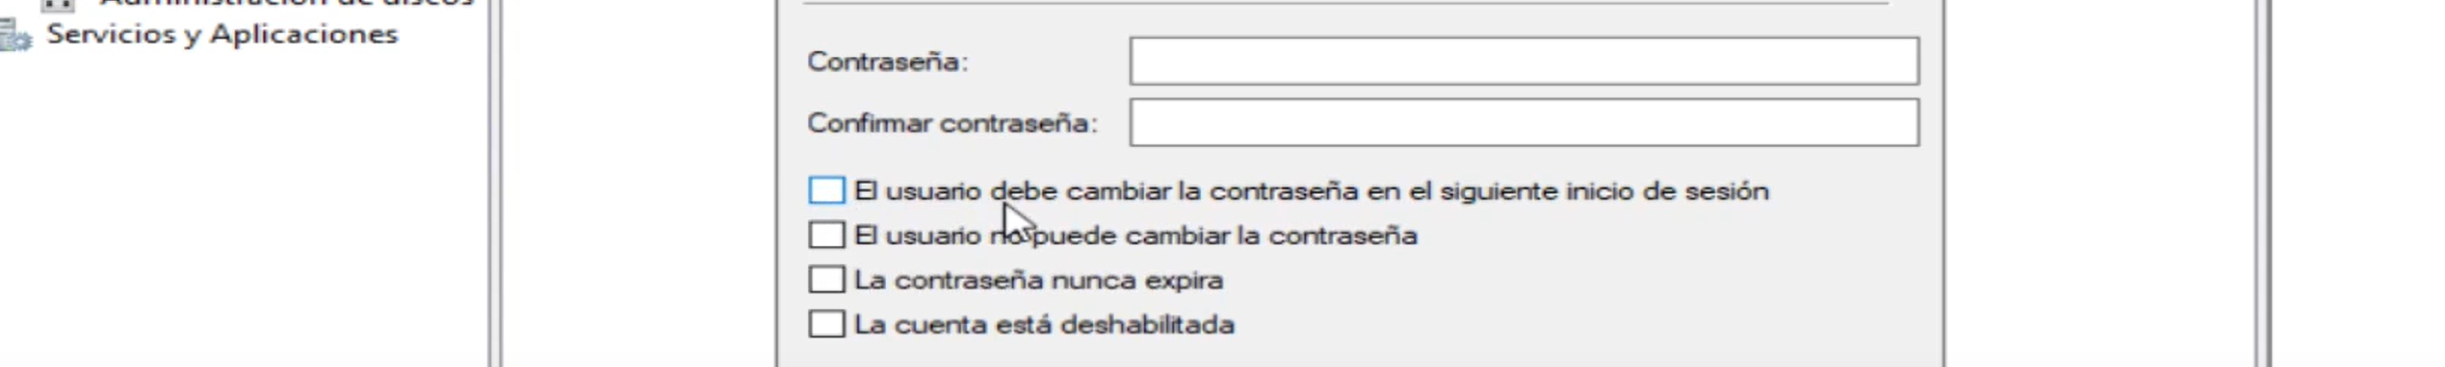 Administración de discos
Servicios y Aplicaciones
Contraseña:
Confirmar contraseña:
El usuario debe cambiar la contraseña en el siguiente inicio de sesión
El usuario no puede cambiar la contraseña
La contraseña nunca expira
La cuenta está deshabilitada